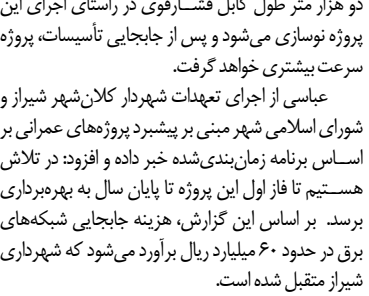 دو هزار متر طول کابل فشارقوی در راستای اجرای این
پروژه نوسازی می‌شود و پس از جابجایی تأسیسات، پروژه
سرعت بیشتری خواهد گرفت.
عباسی از اجرای تعهدات شهردار کلان‌شهر شیراز و
شورای اسلامی شهر مبنی بر پیشبرد پروژه‌های عمرانی بر
اساس برنامه زمان‌بندی‌شده خبر داده و افزود: در تلاش
هستیم تا فاز اول این پروژه تا پایان سال به بهره‌برداری
برسد. بر اساس این گزارش، هزینه جابجایی شبکه‌های
برق در حدود ۶۰ میلیارد ریال برآورد می‌شود که شهرداری
شیراز متقبل شده است.